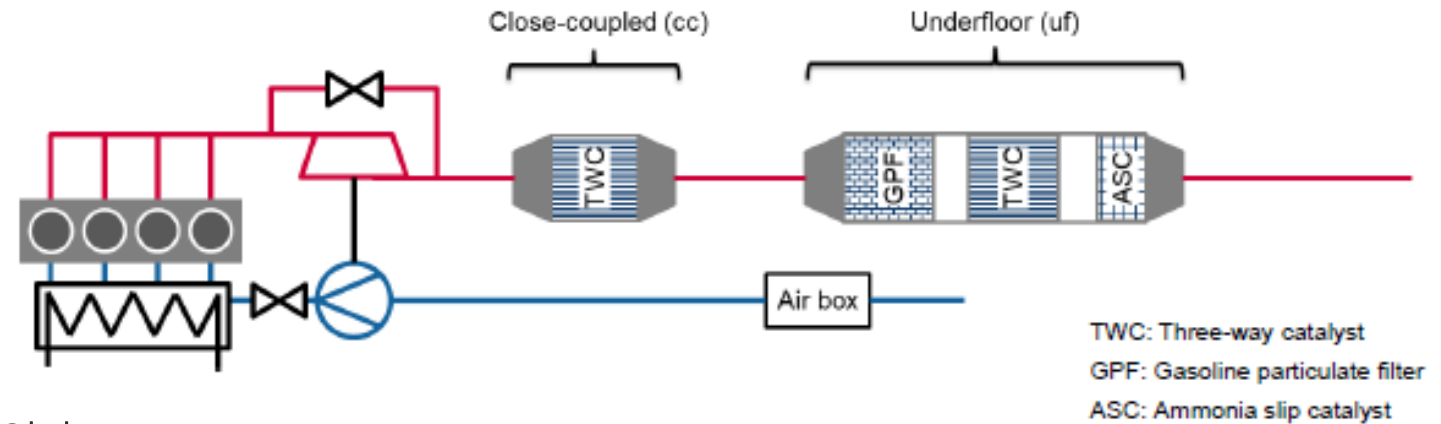 Close-coupled (cc)
Underfloor (uf)
TWC
GPF
TWC
ASC
Air box
TWC: Three-way catalyst
GPF: Gasoline particulate filter
ASC: Ammonia slip catalyst